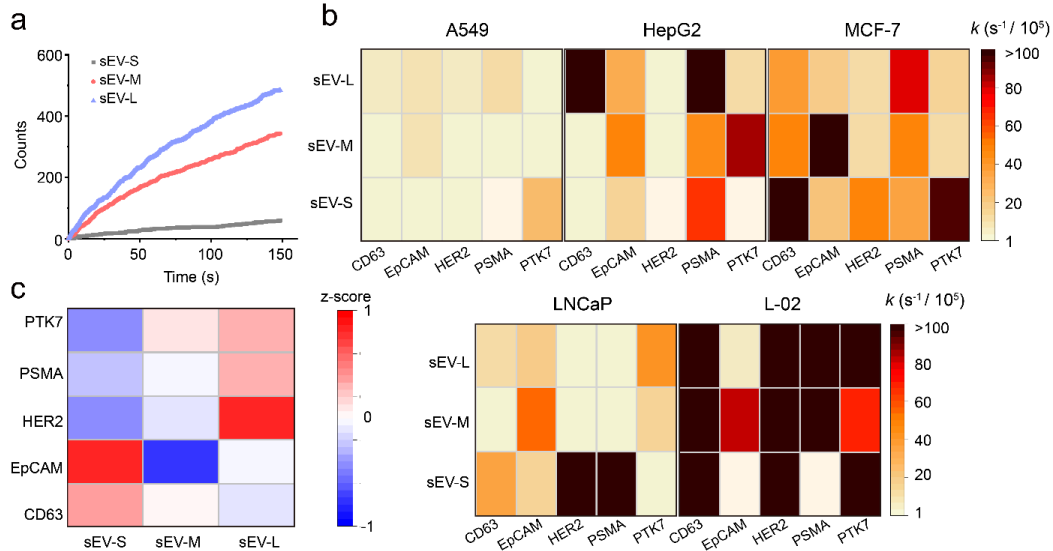 a
600
400
200
0
Counts
sEV-S
sEV-M
sEV-L
0
50
100
150
Time (s)
b
A549
HepG2
MCF-7
k (s⁻¹ / 10⁵)
sEV-L
sEV-M
sEV-S
CD63
EpCAM
HER2
PSMA
PTK7
CD63
EpCAM
HER2
PSMA
PTK7
CD63
EpCAM
HER2
PSMA
PTK7
>100
80
60
40
20
1
c
PTK7
PSMA
HER2
EpCAM
CD63
sEV-S
sEV-M
sEV-L
z-score
1
0
-1
LNCaP
L-02
k (s⁻¹ / 10⁵)
sEV-L
sEV-M
sEV-S
CD63
EpCAM
HER2
PSMA
PTK7
CD63
EpCAM
HER2
PSMA
PTK7
>100
80
60
40
20
1